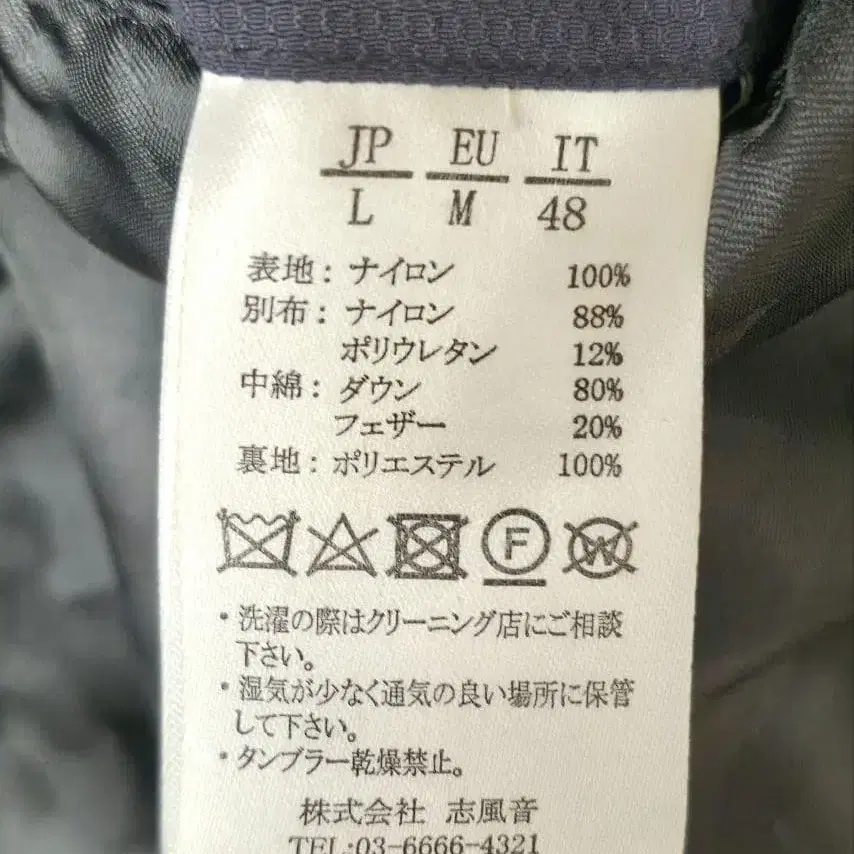 JP EU IT
L M 48
表地: ナイロン 100%
別布: ナイロン 88%
ポリウレタン 12%
中綿: ダウン 80%
フェザー 20%
裏地: ポリエステル 100%
F W
・洗濯の際はクリーニング店にご相談
下さい。
・湿気が少なく通気の良い場所に保管
して下さい。
・タンブラー乾燥禁止。
株式会社 志風音
TEL:03-6666-4321